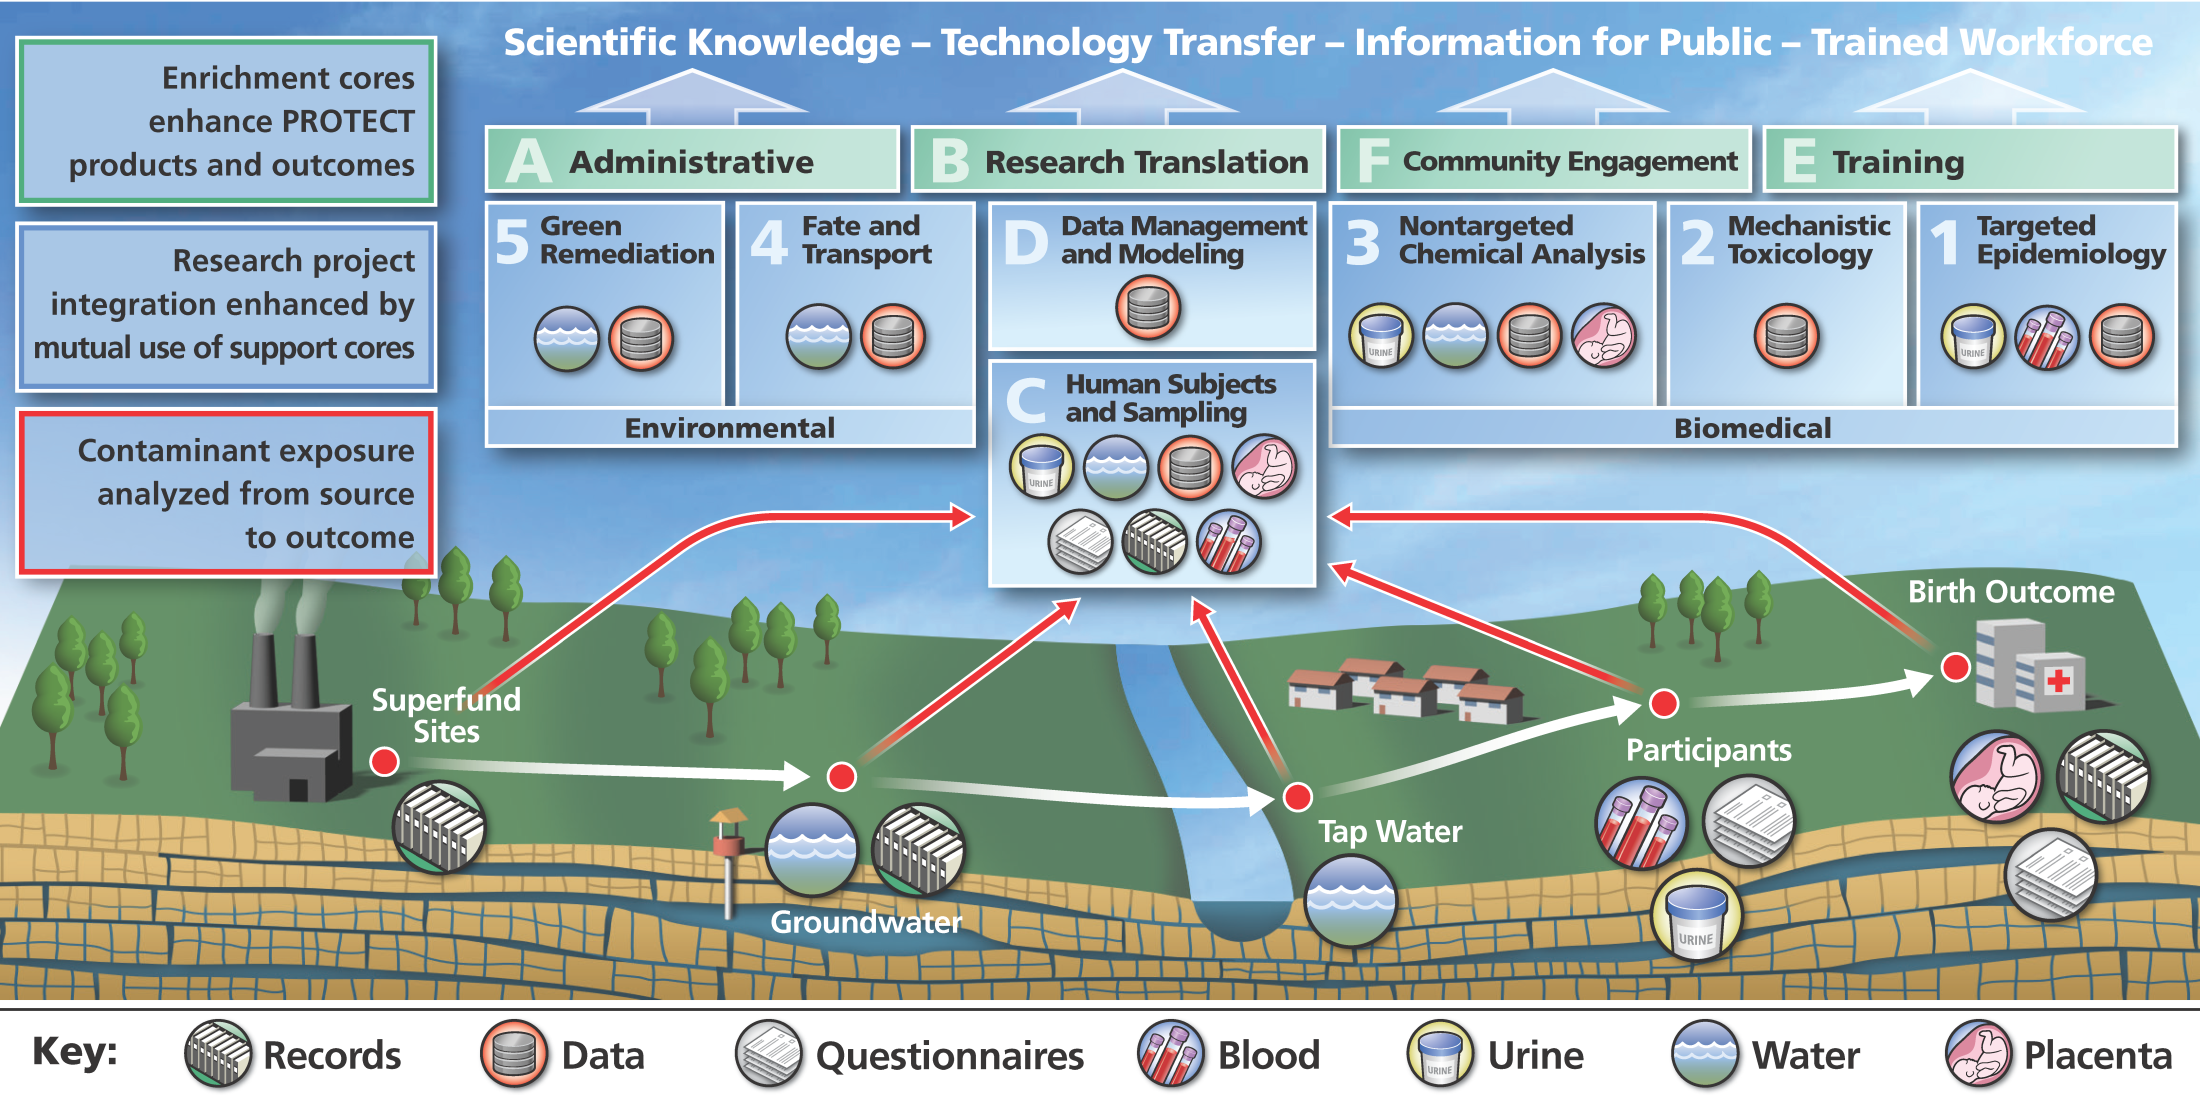 Scientific Knowledge – Technology Transfer – Information for Public – Trained Workforce
Enrichment cores
enhance PROTECT
products and outcomes
Research project
integration enhanced by
mutual use of support cores
Contaminant exposure
analyzed from source
to outcome
A Administrative
B Research Translation
F Community Engagement
E Training
5 Green
Remediation
4 Fate and
Transport
Environmental
D Data Management
and Modeling
C Human Subjects
and Sampling
URINE
3 Nontargeted
Chemical Analysis
URINE
2 Mechanistic
Toxicology
1 Targeted
Epidemiology
URINE
Biomedical
Superfund
Sites
Groundwater
Tap Water
Participants
URINE
Birth Outcome
Key:
Records
Data
Questionnaires
Blood
URINE
Urine
Water
Placenta